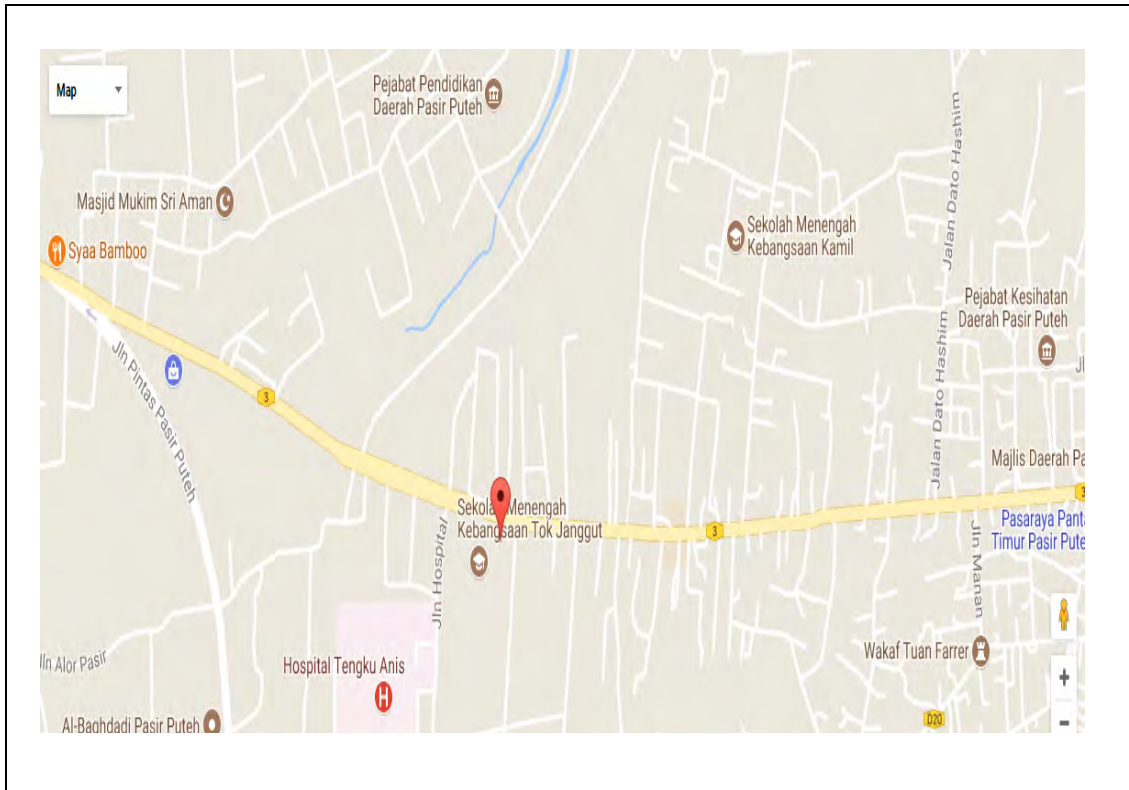 Map
Pejabat Pendidikan
Daerah Pasir Puteh
Masjid Mukim Sri Aman
Syaa Bamboo
Sekolah Menengah
Kebangsaan Kamil
Jalan Dato Hashim
Pejabat Kesihatan
Daerah Pasir Puteh
Jl
Jln Pintas Pasir Puteh
3
Jalan Dato Hashim
Majlis Daerah Pa
3
Sekolah Menengah
Kebangsaan Tok Janggut
3
Pasaraya Panta
Timur Pasir Pute
Jln Hospital
Jln Manan
Wakaf Tuan Farrer
Jln Alor Pasir
Hospital Tengku Anis
H
+
Al-Baghdadi Pasir Puteh
D20
−